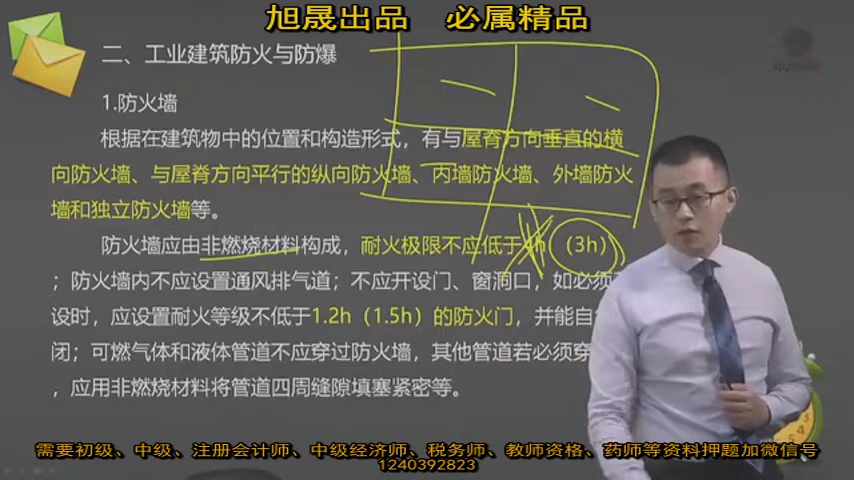 旭晟出品 必属精品
二、工业建筑防火与防爆
1.防火墙
根据在建筑物中的位置和构造形式，有与屋脊方向垂直的横
向防火墙、与屋脊方向平行的纵向防火墙、内墙防火墙、外墙防火
墙和独立防火墙等。
防火墙应由非燃烧材料构成，耐火极限不应低于4h （3h）
；防火墙内不应设置通风排气道；不应开设门、窗洞口，如必须
设时，应设置耐火等级不低于1.2h（1.5h）的防火门，并能自
闭；可燃气体和液体管道不应穿过防火墙，其他管道若必须穿
，应用非燃烧材料将管道四周缝隙填塞紧密等。
需要初级、中级、注册会计师、中级经济师、税务师、教师资格、药师等资料押题加微信号
1240392823